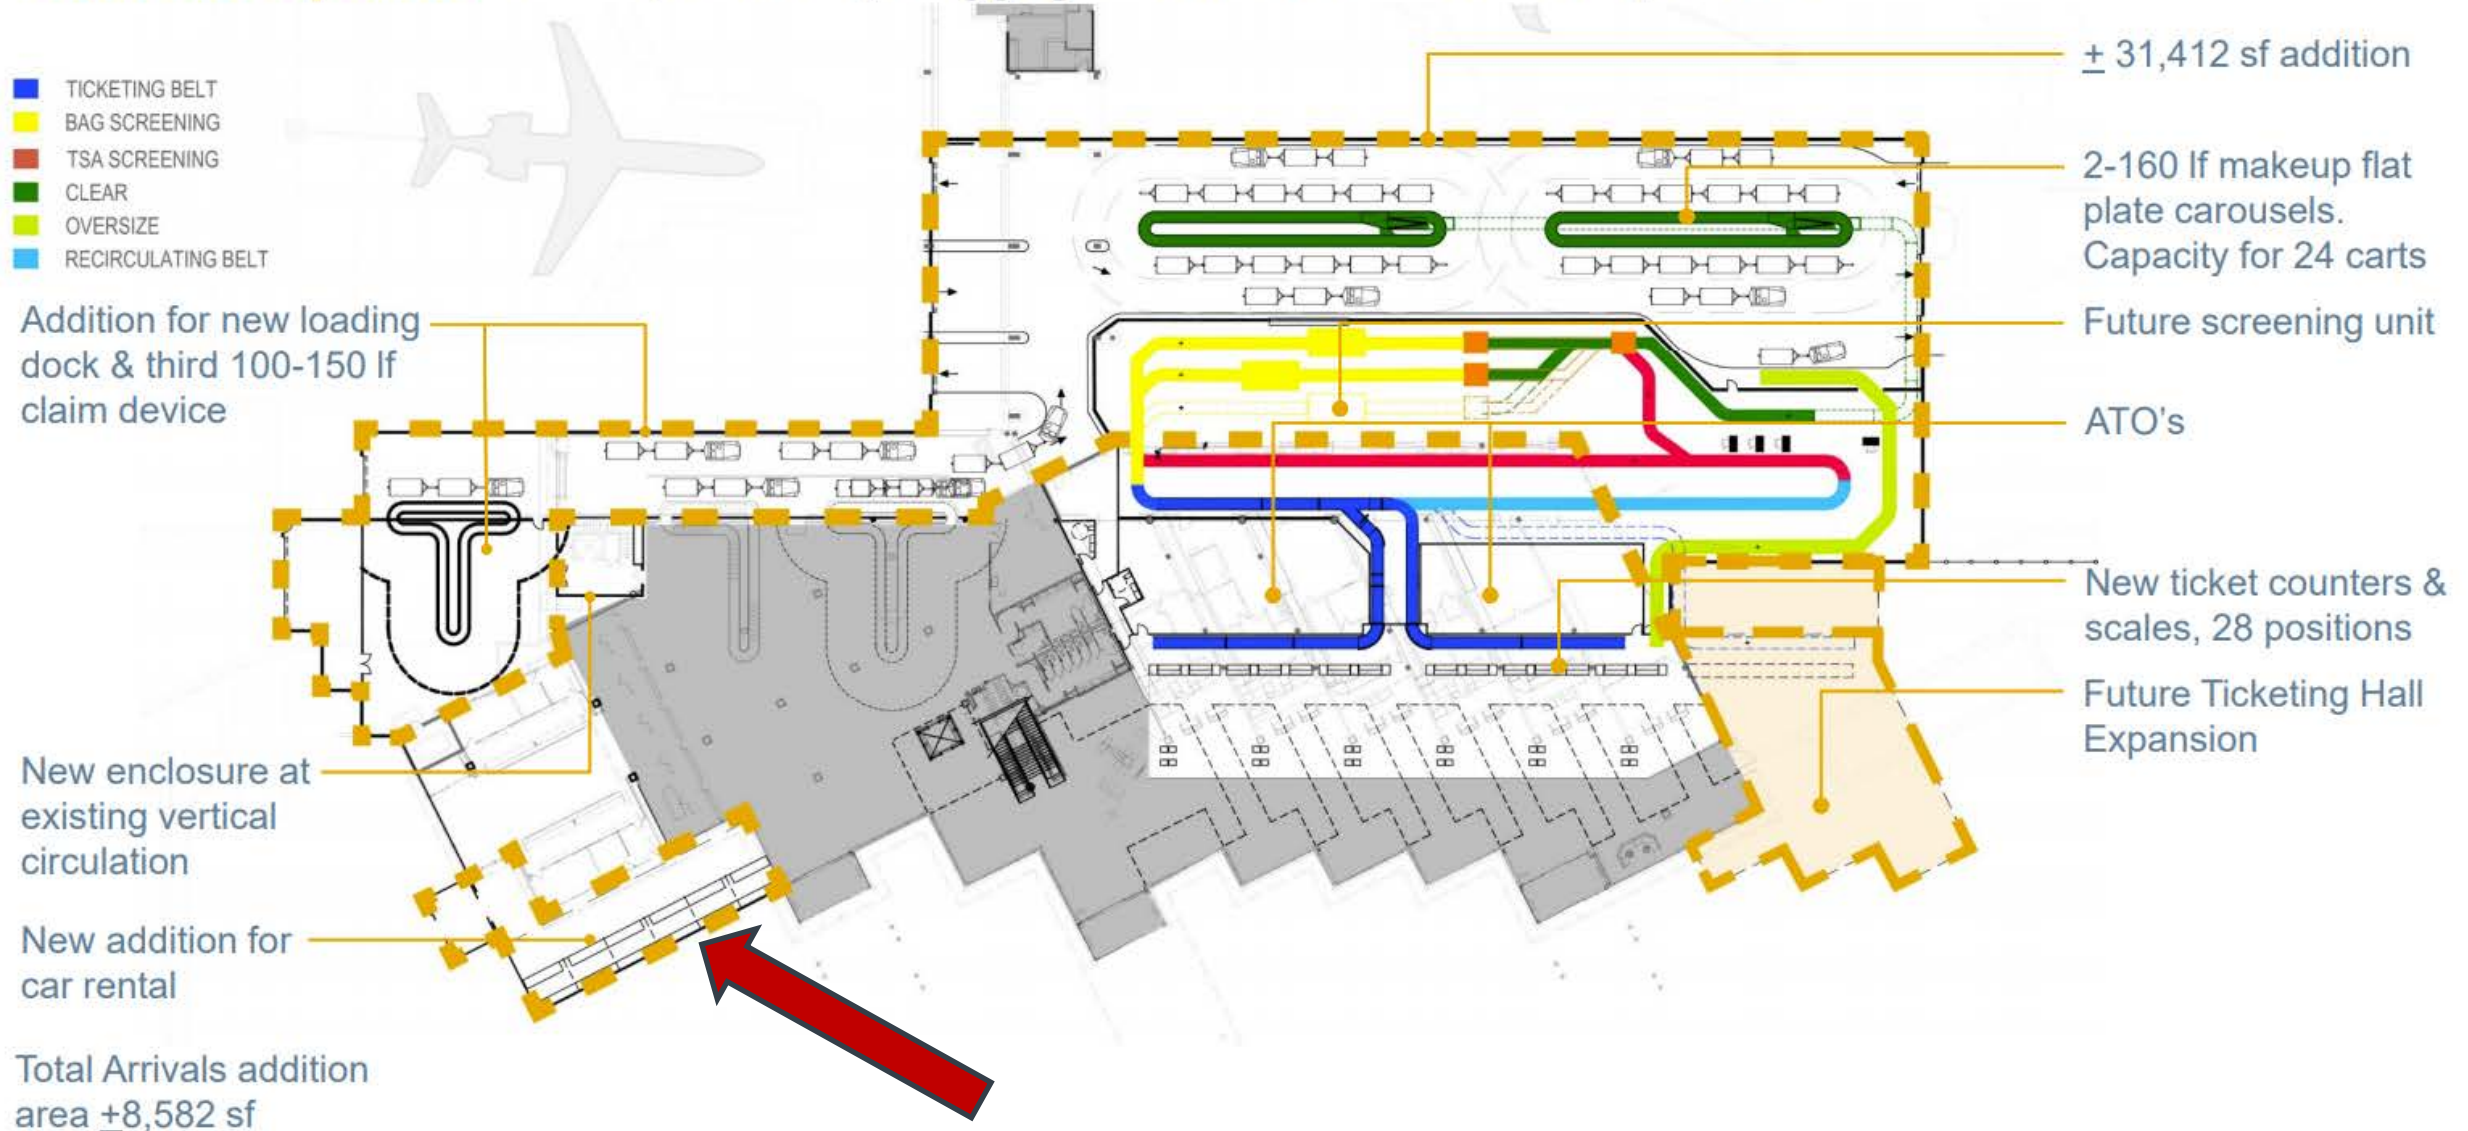 TICKETING BELT
BAG SCREENING
TSA SCREENING
CLEAR
OVERSIZE
RECIRCULATING BELT
Addition for new loading
dock & third 100-150 lf
claim device
New enclosure at
existing vertical
circulation
New addition for
car rental
Total Arrivals addition
area ±8,582 sf
± 31,412 sf addition
2-160 lf makeup flat
plate carousels.
Capacity for 24 carts
Future screening unit
ATO's
New ticket counters &
scales, 28 positions
Future Ticketing Hall
Expansion